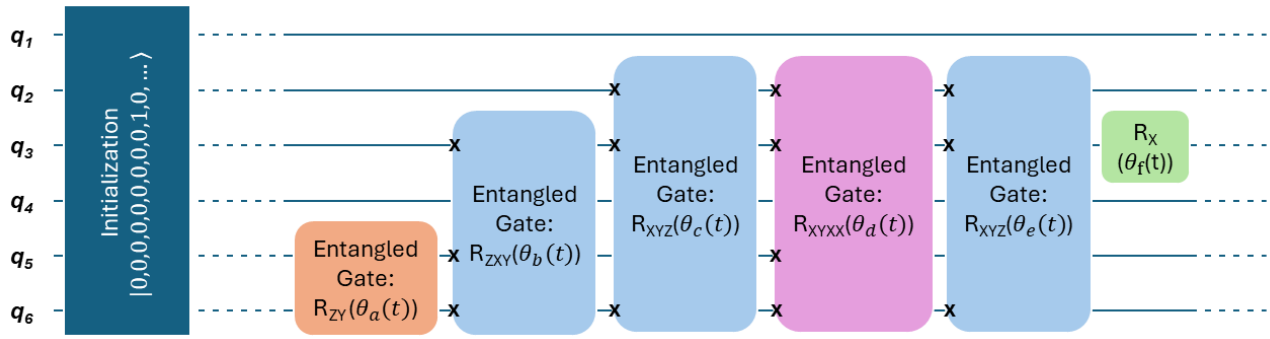 q1
q2
q3
q4
q5
q6
Initialization
|0,0,0,0,0,0,0,0,1,0, ... ⟩
Entangled
Gate:
RZY(θa(t))
x
x
x
Entangled
Gate:
RZXY(θb(t))
x
x
x
Entangled
Gate:
RXYZ(θc(t))
x
x
x
x
Entangled
Gate:
RXYXX(θd(t))
x
x
x
Entangled
Gate:
RXYZ(θe(t))
RX
(θf(t))